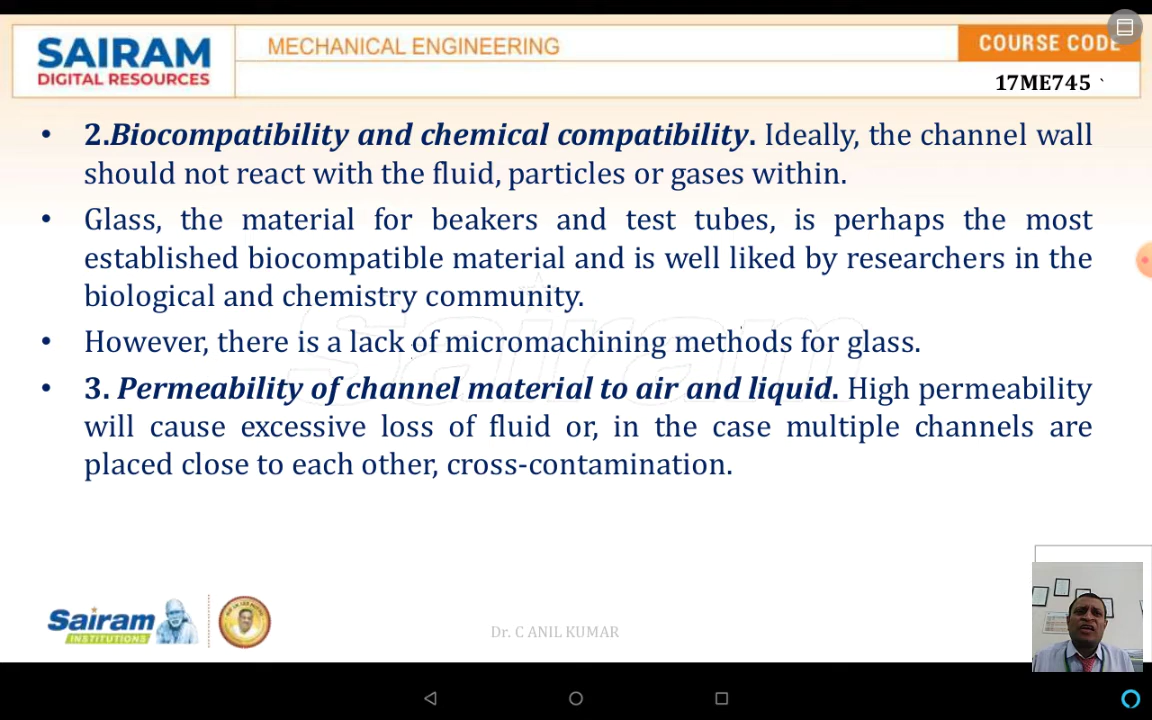 SAIRAM
DIGITAL RESOURCES
MECHANICAL ENGINEERING
COURSE CODE
17ME745 `
• 2.Biocompatibility and chemical compatibility. Ideally, the channel wall
should not react with the fluid, particles or gases within.
• Glass, the material for beakers and test tubes, is perhaps the most
established biocompatible material and is well liked by researchers in the
biological and chemistry community.
• However, there is a lack of micromachining methods for glass.
• 3. Permeability of channel material to air and liquid. High permeability
will cause excessive loss of fluid or, in the case multiple channels are
placed close to each other, cross-contamination.
Sairam
Sairam
INSTITUTIONS
Dr. C ANIL KUMAR